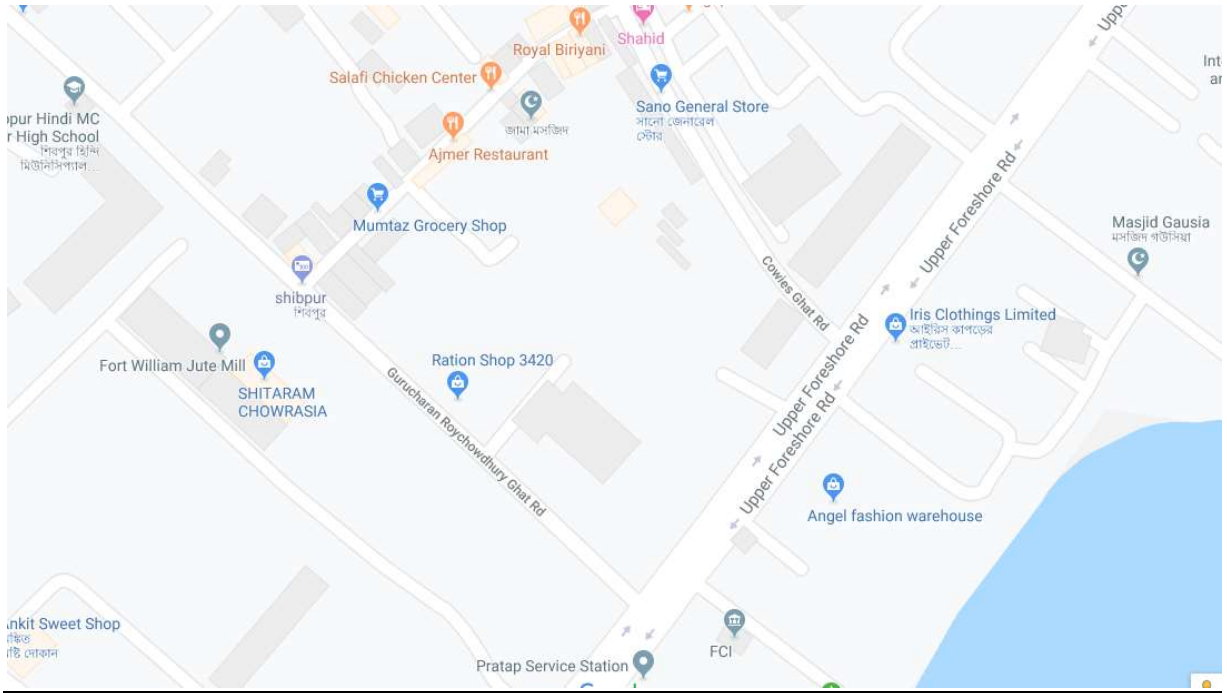 Shahid
Royal Biriyani
Salafi Chicken Center
জামা মসজিদ
Sano General Store
সানো জেনারেল
স্টোর
opur Hindi MC
r High School
শিবপুর হিন্দি
মিউনিসিপ্যাল...
Ajmer Restaurant
Mumtaz Grocery Shop
Upper Foreshore Rd
Masjid Gausia
মসজিদ গউসিয়া
shibpur
শিবপুর
Cowies Ghat Rd
Iris Clothings Limited
আইরিস কাপড়ের
প্রাইভেট...
Fort William Jute Mill
SHITARAM
CHOWRASIA
Ration Shop 3420
Gurucharan Roychowdhury Ghat Rd
Upper Foreshore Rd
Upper Foreshore Rd
Angel fashion warehouse
nkit Sweet Shop
ষ্টি দোকান
FCI
Pratap Service Station